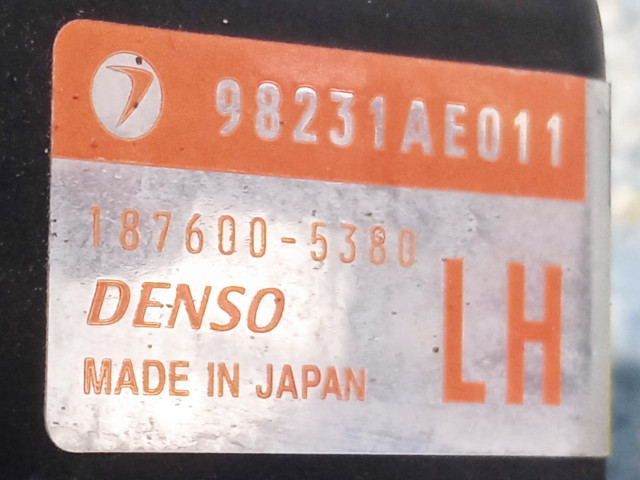 98231AE011
187600-5380
DENSO
LH
MADE IN JAPAN